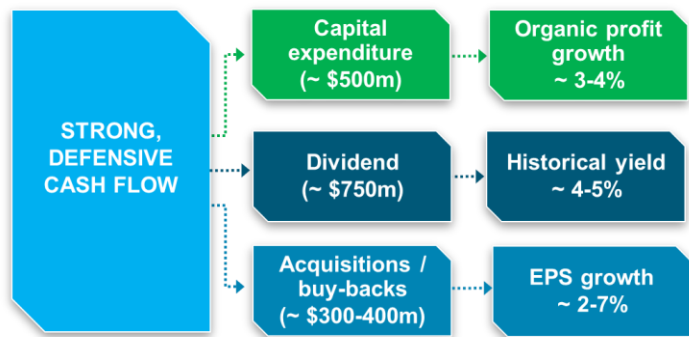 STRONG,
DEFENSIVE
CASH FLOW
Capital
expenditure
(~ $500m)
Organic profit
growth
~ 3-4%
Dividend
(~ $750m)
Historical yield
~ 4-5%
Acquisitions /
buy-backs
(~ $300-400m)
EPS growth
~ 2-7%